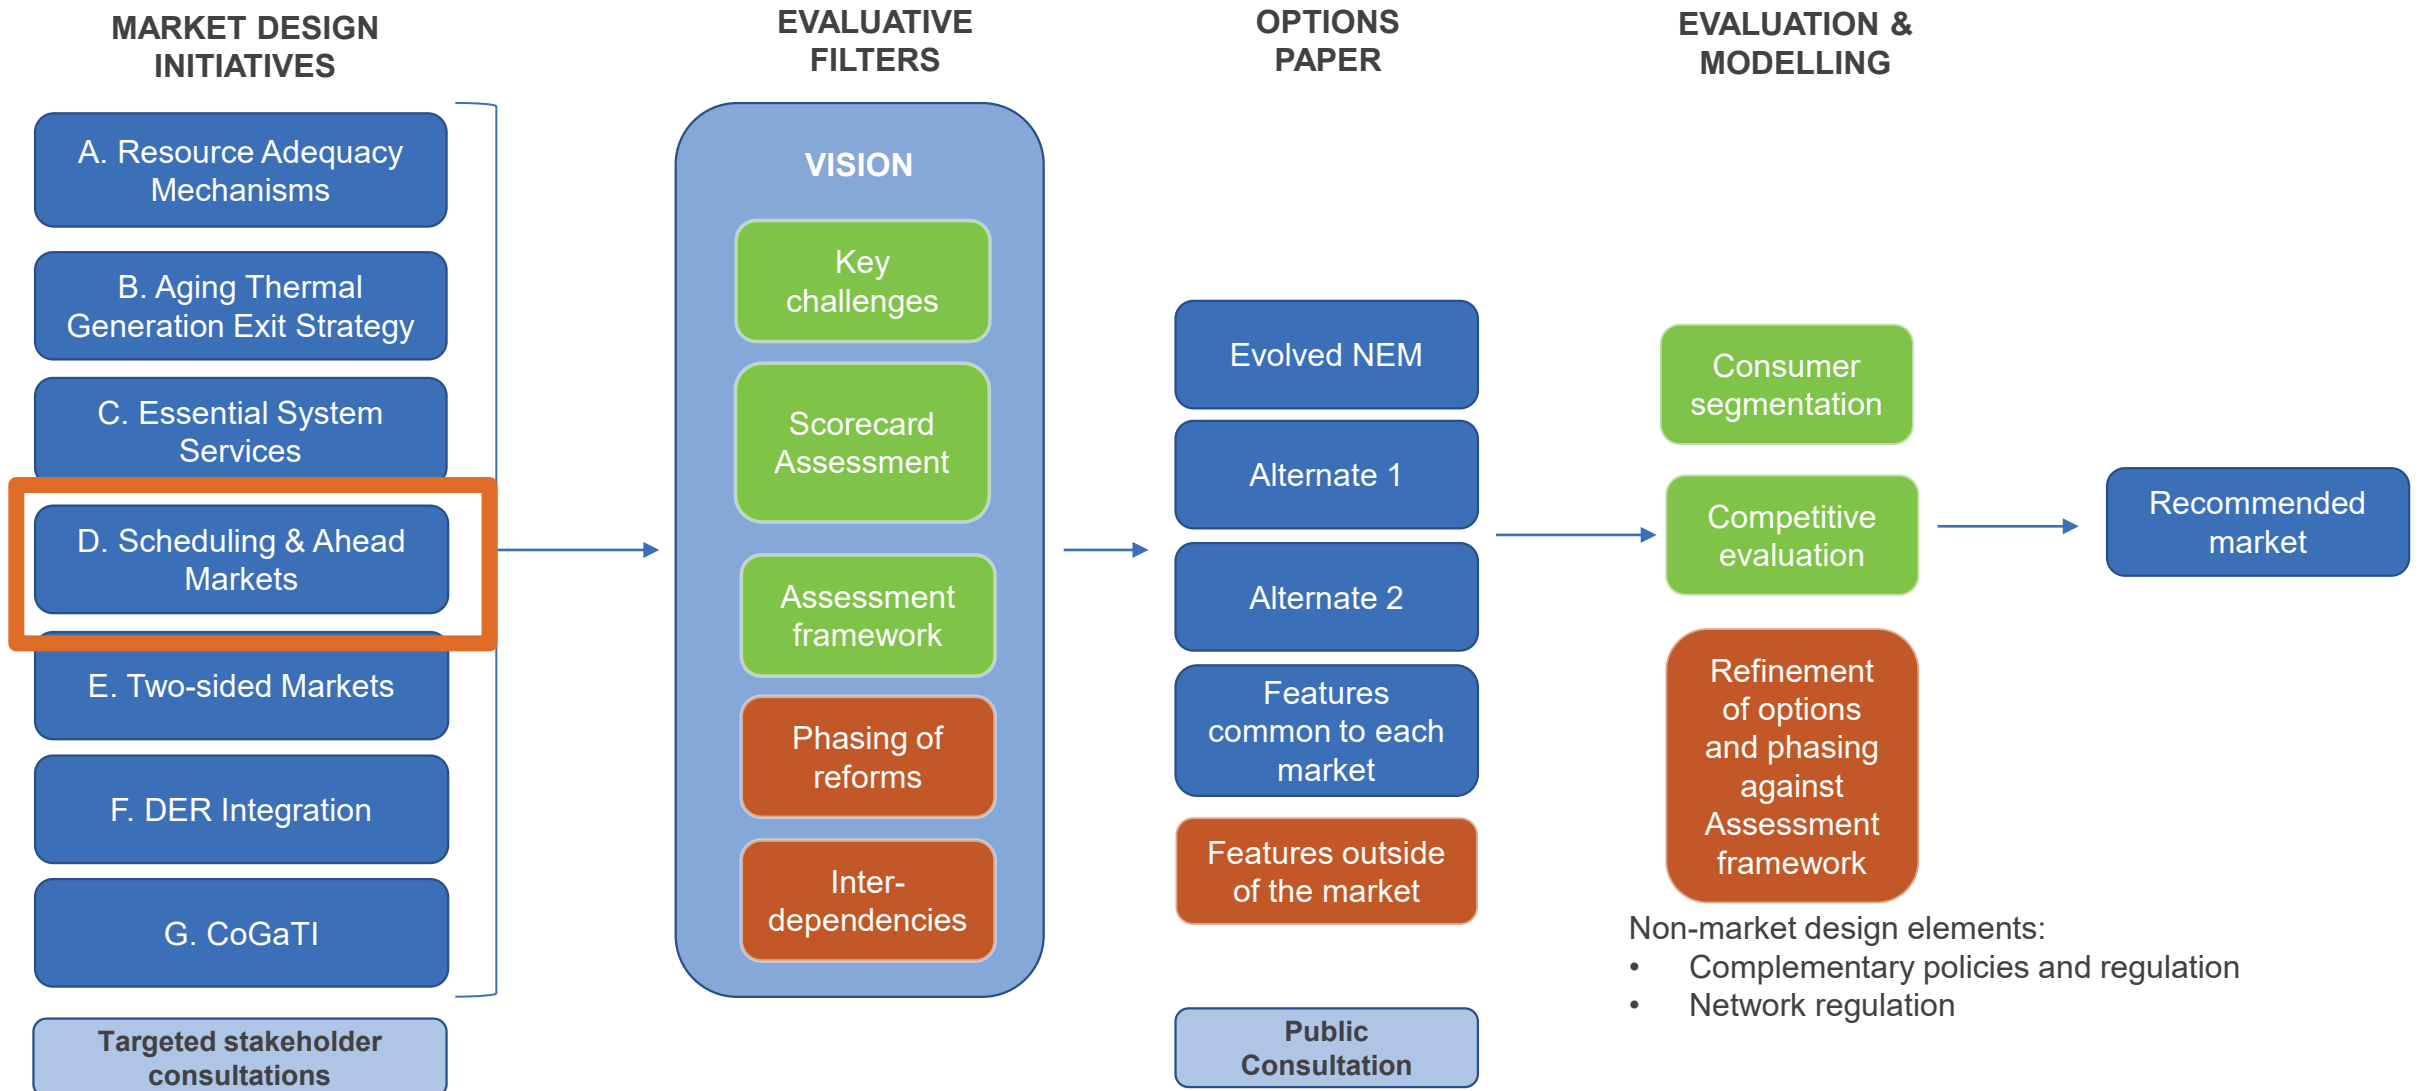 MARKET DESIGN
INITIATIVES
A. Resource Adequacy
Mechanisms
B. Aging Thermal
Generation Exit Strategy
C. Essential System
Services
D. Scheduling & Ahead
Markets
E. Two-sided Markets
F. DER Integration
G. CoGaTI
Targeted stakeholder
consultations
EVALUATIVE
FILTERS
VISION
Key
challenges
Scorecard
Assessment
Assessment
framework
Phasing of
reforms
Inter-
dependencies
OPTIONS
PAPER
Evolved NEM
Alternate 1
Alternate 2
Features
common to each
market
Features outside
of the market
Public
Consultation
EVALUATION &
MODELLING
Consumer
segmentation
Competitive
evaluation
Refinement
of options
and phasing
against
Assessment
framework
Non-market design elements:
• Complementary policies and regulation
• Network regulation
Recommended
market